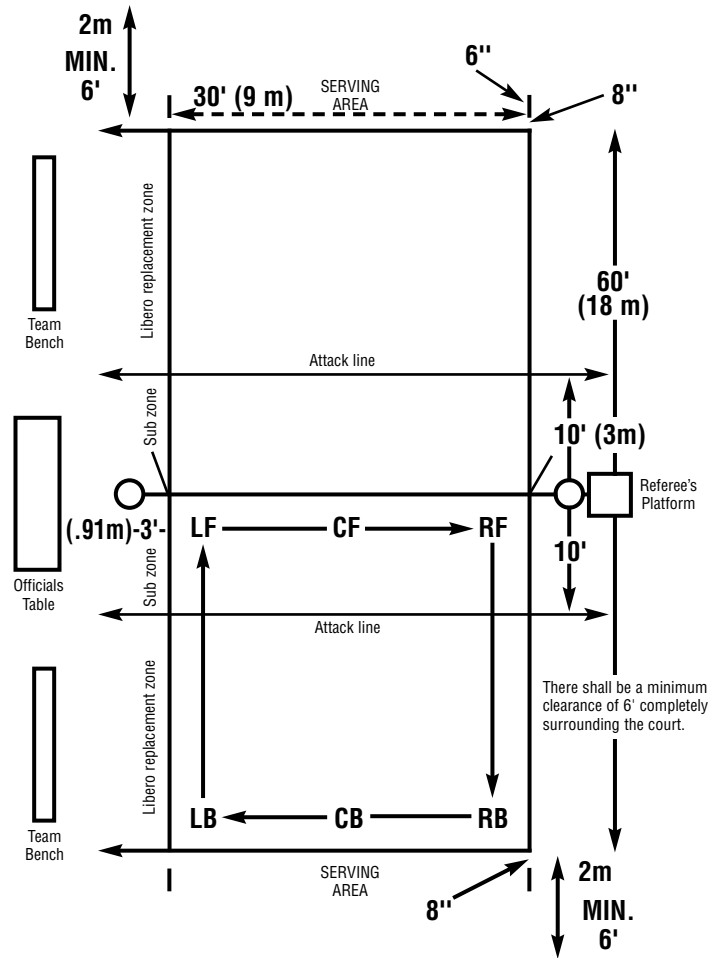 2m
MIN.
6'
6''
30' (9 m)
SERVING
AREA
8''
Libero replacement zone
Team
Bench
60'
(18 m)
Attack line
Sub zone
10' (3m)
Referee's
Platform
(.91m)-3'-
LF
CF
RF
10'
Officials
Table
Sub zone
Attack line
Libero replacement zone
There shall be a minimum
clearance of 6' completely
surrounding the court.
LB
CB
RB
Team
Bench
SERVING
AREA
8''
2m
MIN.
6'